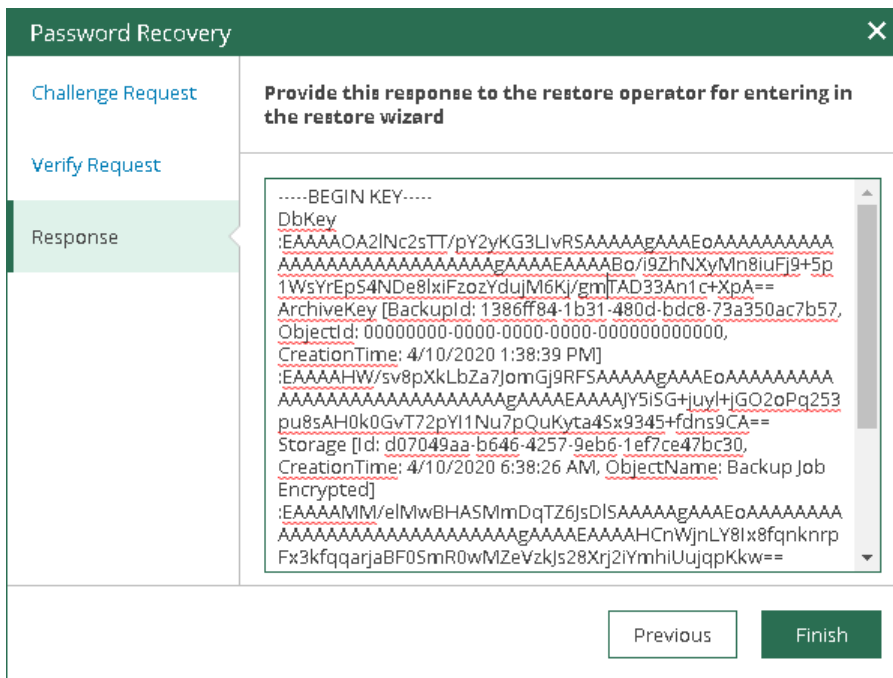 Password Recovery
Challenge Request
Verify Request
Response
Provide this response to the restore operator for entering in
the restore wizard
-----BEGIN KEY-----
DbKey
:EAAAAOA2lNc2sTT/pY2yKG3LIvRSAAAAAgAAAEoAAAAAAAAAA
AAAAAAAAAAAAAAAAAAgAAAAEAAAABo/i9ZhNXyMn8iuFj9+5p
1WsYrEpS4NDe8lxiFzozYdujM6Kj/gmTAD33An1c+XpA==
ArchiveKey [BackupId: 1386ff84-1b31-480d-bdc8-73a350ac7b57,
ObjectId: 00000000-0000-0000-0000-000000000000,
CreationTime: 4/10/2020 1:38:39 PM]
:EAAAAHW/sv8pXkLbZa7JomGj9RFSAAAAAgAAAEoAAAAAAAAA
AAAAAAAAAAAAAAAAAAAgAAAAEAAAAJY5iSG+juyl+jGO2oPq253
pu8sAH0k0GvT72pYI1Nu7pQuKyta4Sx9345+fdns9CA==
Storage [Id: d07049aa-b646-4257-9eb6-1ef7ce47bc30,
CreationTime: 4/10/2020 6:38:26 AM, ObjectName: Backup Job
Encrypted]
:EAAAAMM/elMwBHASMmDqTZ6JsDlSAAAAAgAAAEoAAAAAAAA
AAAAAAAAAAAAAAAAAAAAgAAAAEAAAAHCnWjnLY8Ix8fqnknrp
Fx3kfqqarjaBF0SmR0wMZeVzkJs28Xrj2iYmhiUujqpKkw==
Previous
Finish